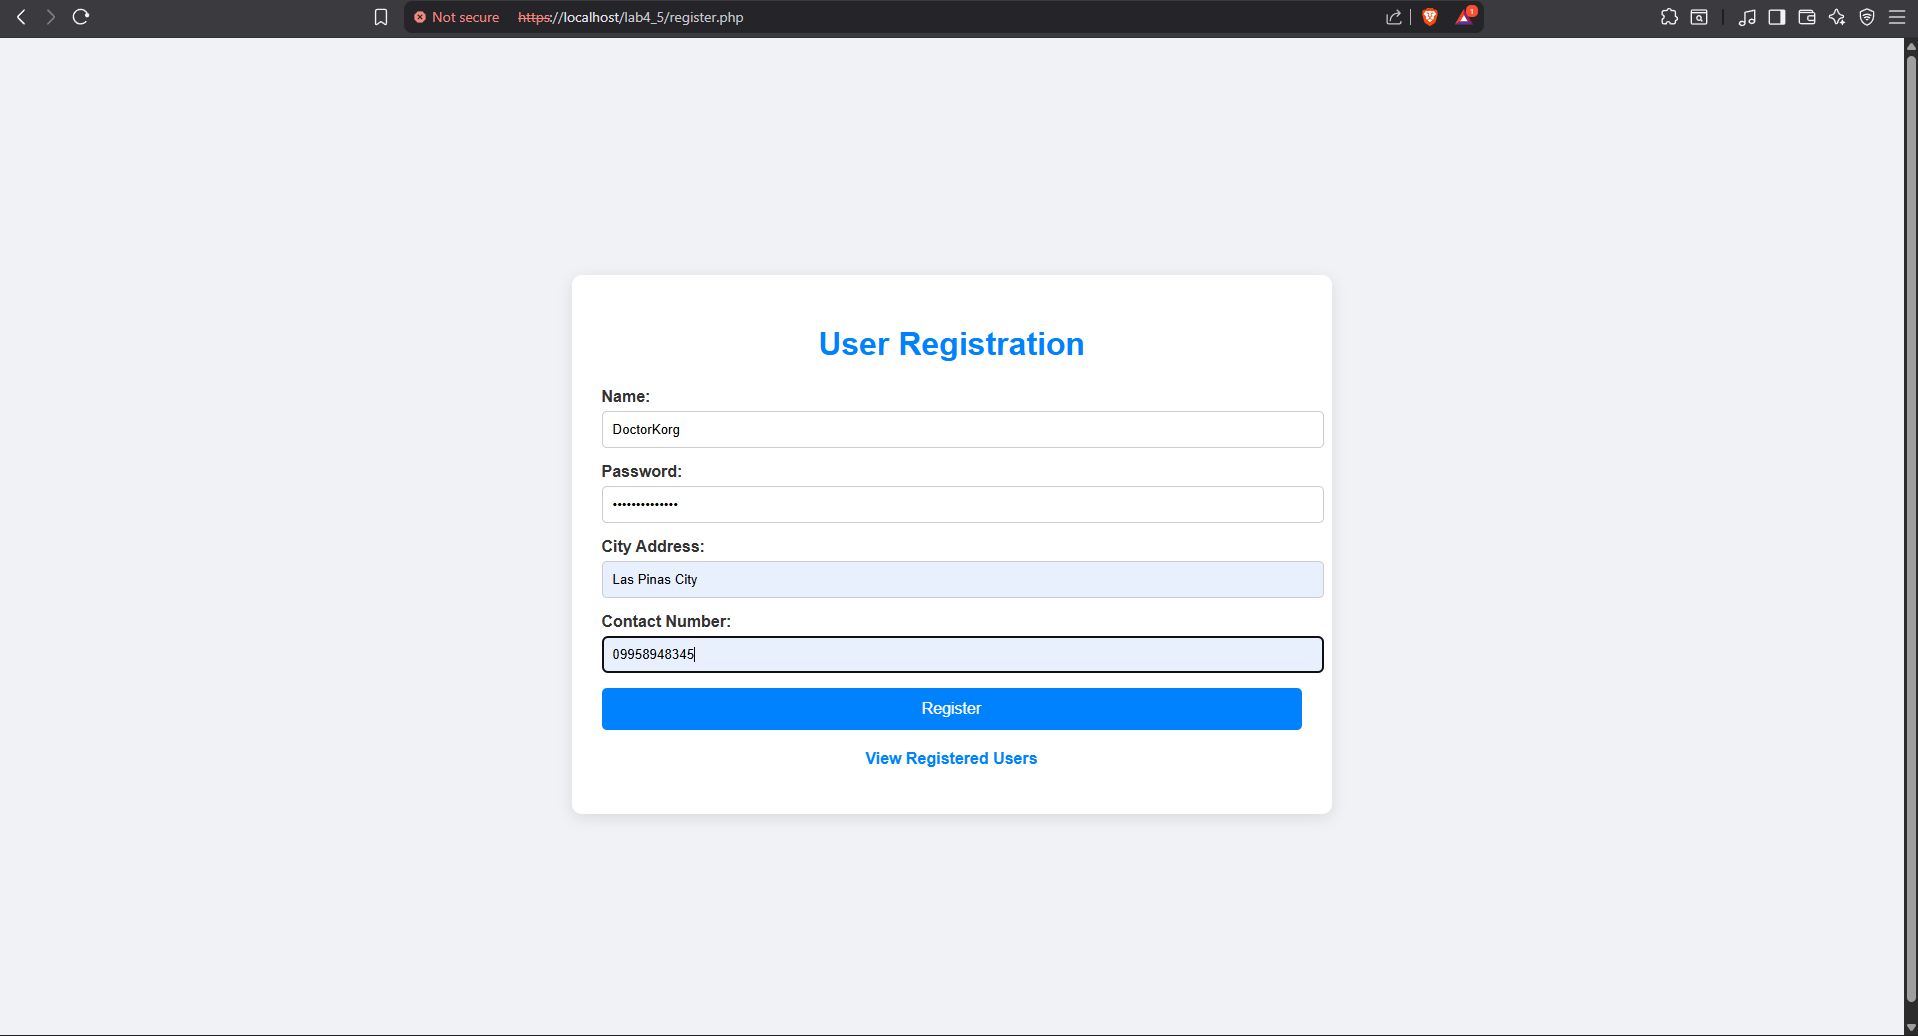 Not secure https://localhost/lab4_5/register.php
1
User Registration
Name:
DoctorKorg
Password:
••••••••••••••
City Address:
Las Pinas City
Contact Number:
09958948345
Register
View Registered Users